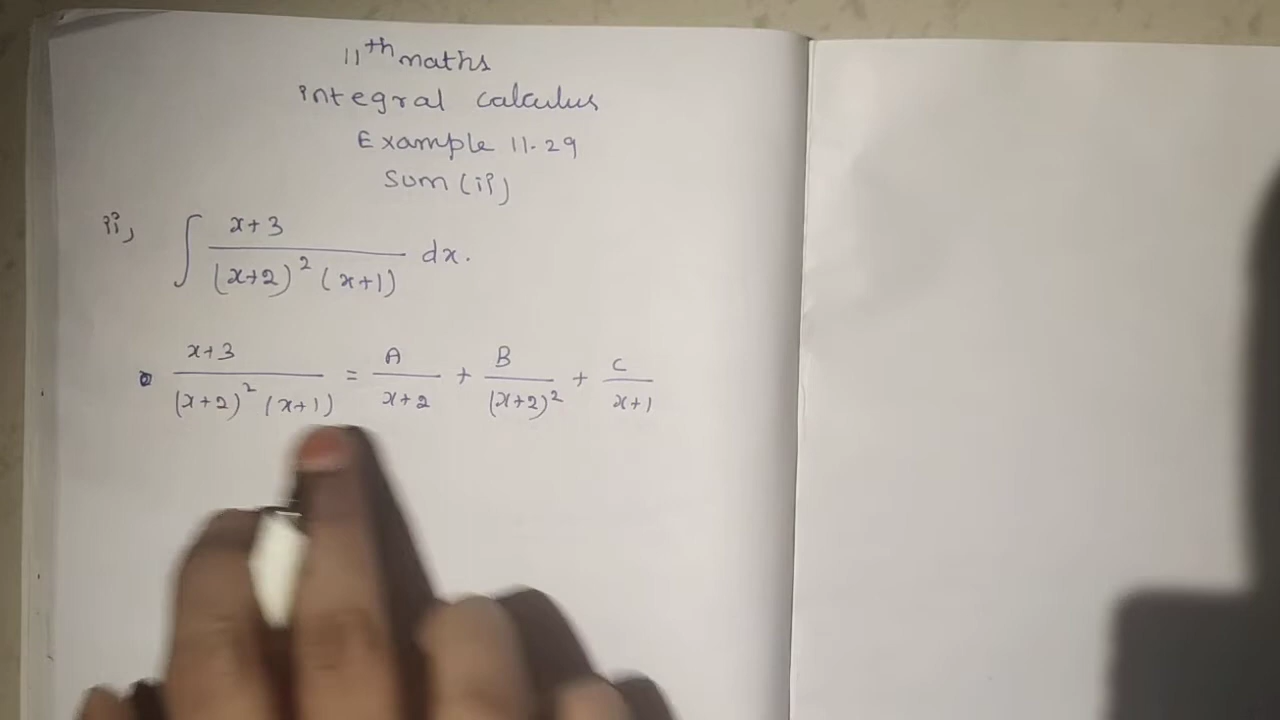 11th maths
integral calculus
Example 11.29
Sum (ii)
ii, ∫ x+3 / (x+2)² (x+1) dx.
x+3 / (x+2)² (x+1) = A / x+2 + B / (x+2)² + C / x+1